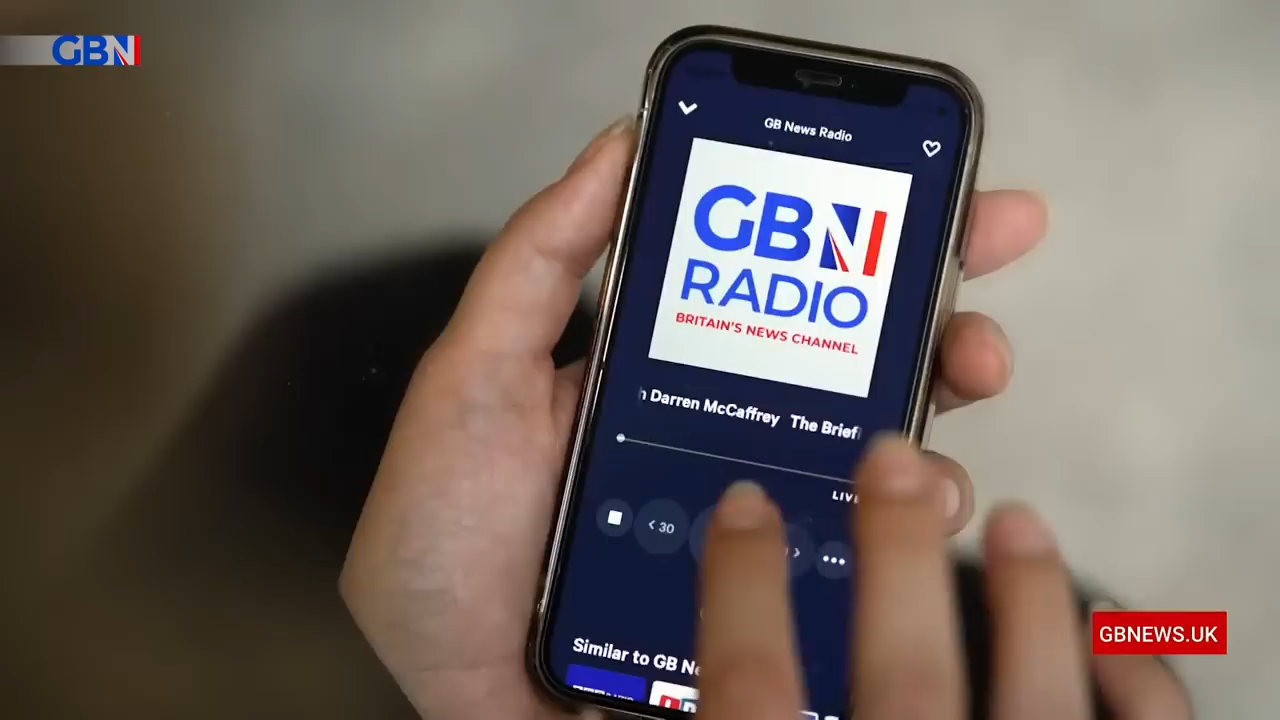 GBN
GB News Radio
GBN
RADIO
BRITAIN'S NEWS CHANNEL
h Darren McCaffrey The Brief
LIVE
30
Similar to GB Ne
GBNEWS.UK